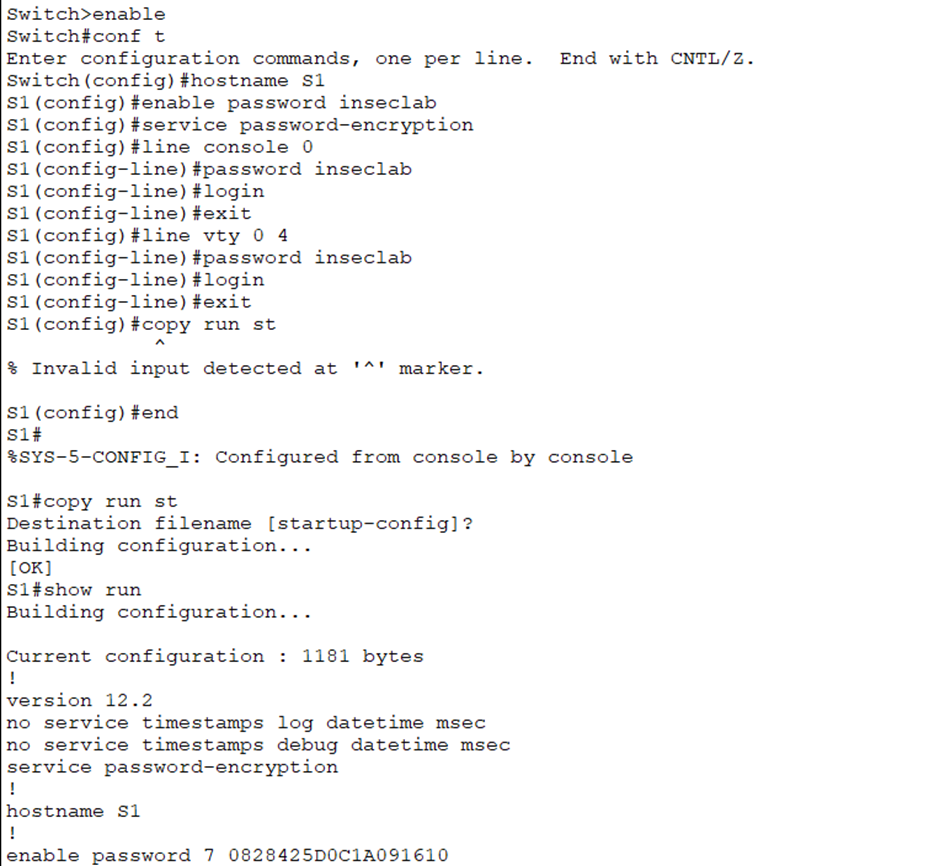 Switch>enable
Switch#conf t
Enter configuration commands, one per line.  End with CNTL/Z.
Switch(config)#hostname S1
S1(config)#enable password inseclab
S1(config)#service password-encryption
S1(config)#line console 0
S1(config-line)#password inseclab
S1(config-line)#login
S1(config-line)#exit
S1(config)#line vty 0 4
S1(config-line)#password inseclab
S1(config-line)#login
S1(config-line)#exit
S1(config)#copy run st
            ^
% Invalid input detected at '^' marker.
S1(config)#end
S1#
%SYS-5-CONFIG_I: Configured from console by console
S1#copy run st
Destination filename [startup-config]?
Building configuration...
[OK]
S1#show run
Building configuration...
Current configuration : 1181 bytes
!
version 12.2
no service timestamps log datetime msec
no service timestamps debug datetime msec
service password-encryption
!
hostname S1
!
enable password 7 0828425D0C1A091610